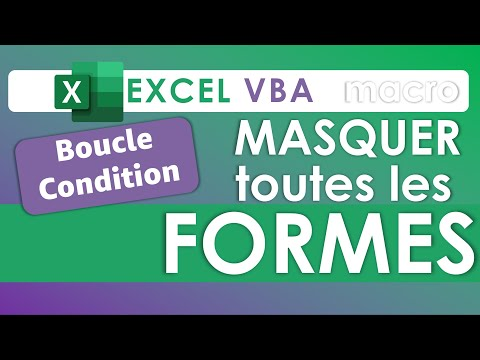 X EXCEL VBA macro
Boucle
Condition
MASQUER
toutes les
FORMES